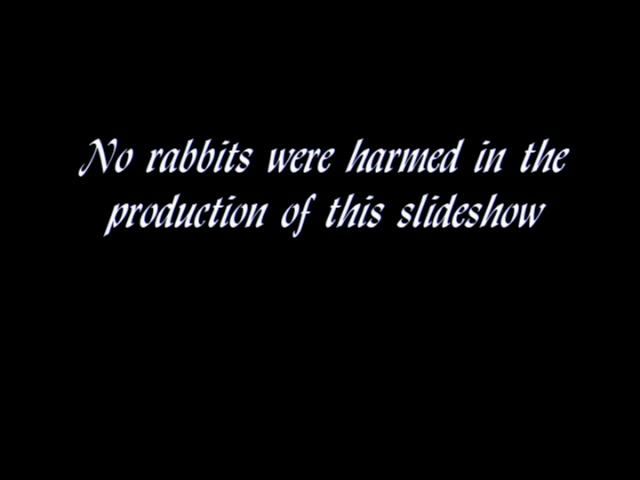 No rabbits were harmed in the
production of this slideshow